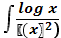 ∫ log x / 〖(x)〗^2)